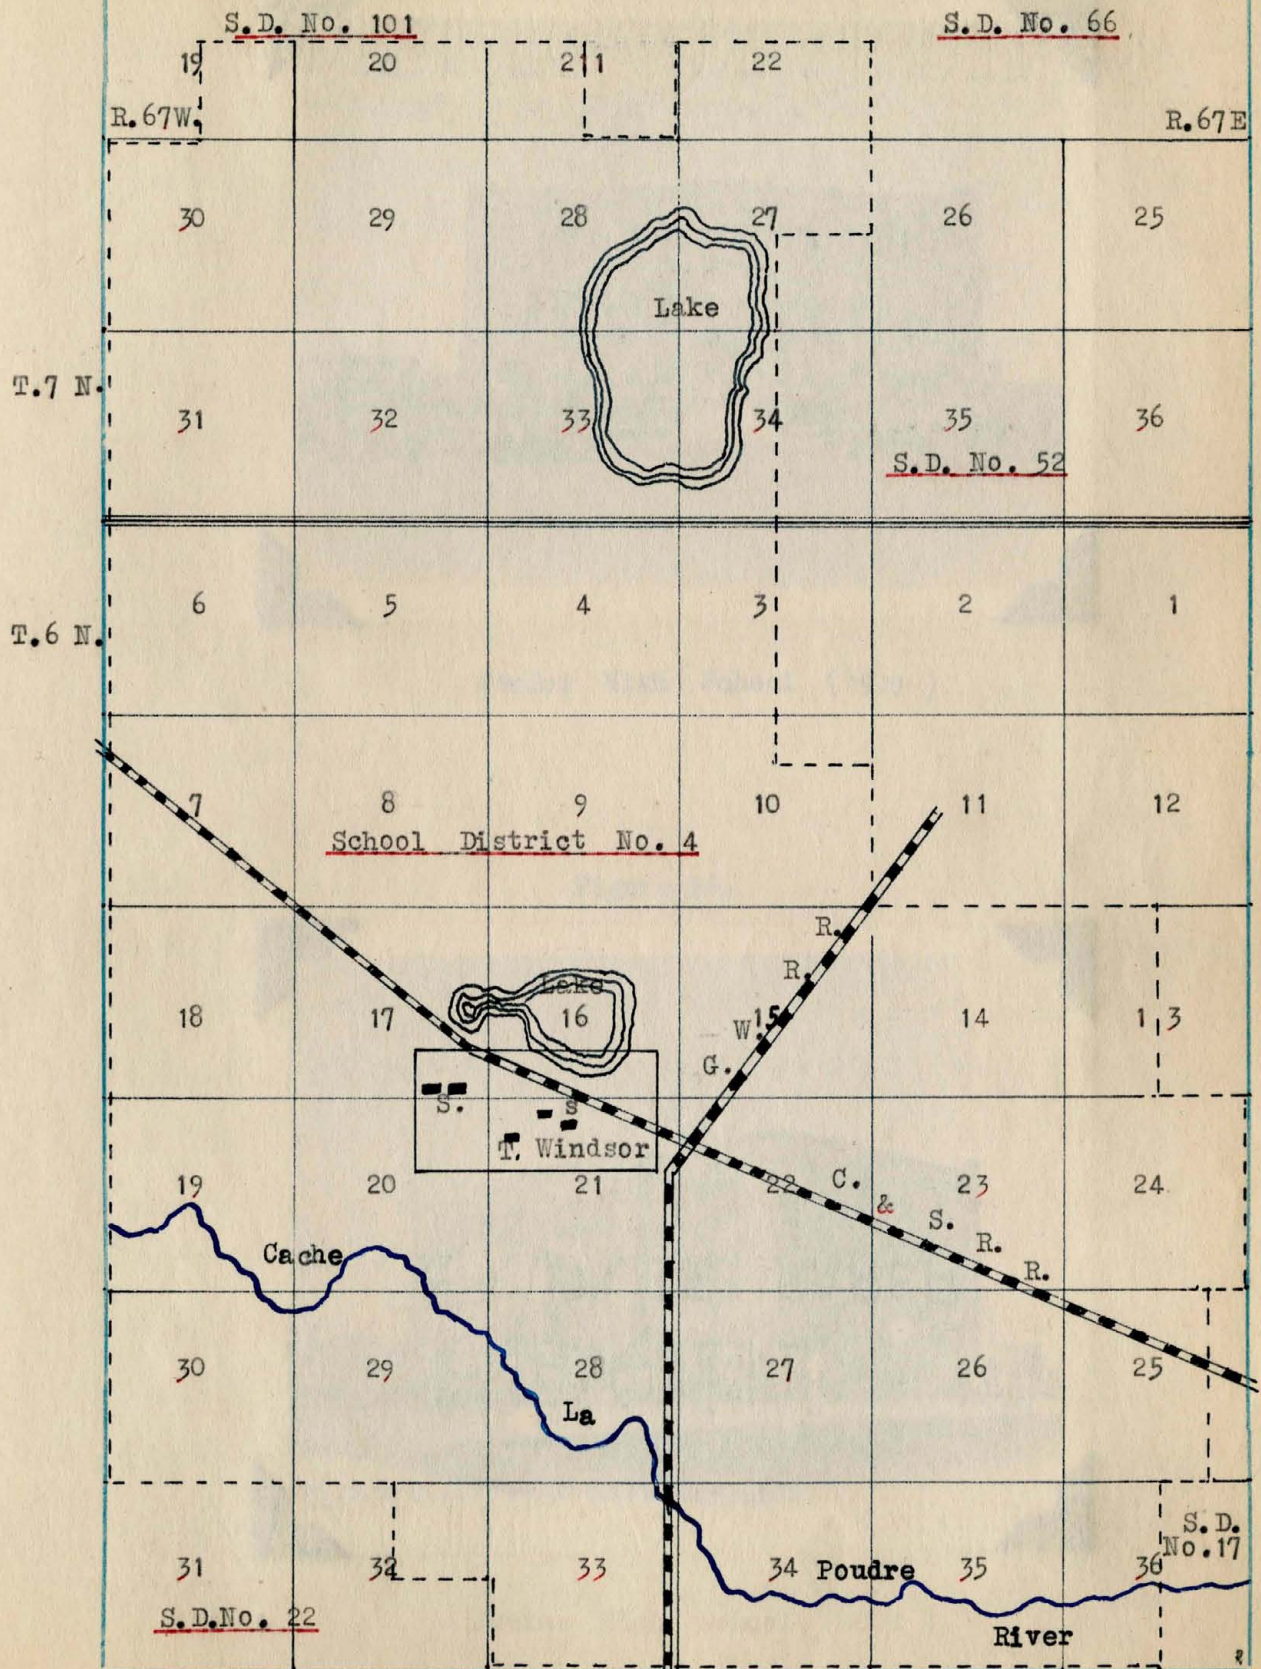 S.D. No. 101 S.D. No. 66
19 20 21 22
R.67W. R.67E
30 29 28 27 26 25
Lake
T.7 N.
31 32 33 34 35 36
S.D. No. 52
6 5 4 3 2 1
T.6 N.
7 8 9 10 11 12
School District No. 4
R.
R.
Lake
18 17 16 15 14 13
W.
G.
S. s
T. Windsor
19 20 21 22 23 24
C.
&
S.
R.
R.
Cache
30 29 28 27 26 25
La
S.D.
No.17
31 32 33 34 Poudre 35 36
S.D.No. 22
River